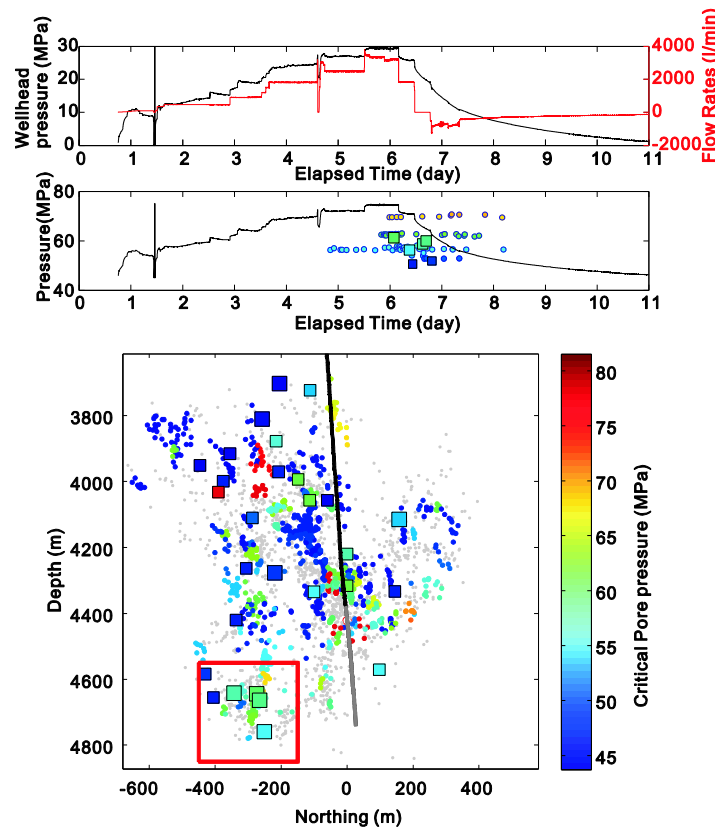 Wellhead pressure (MPa)
30
20
10
0
4000
2000
0
-2000
Flow Rates (l/min)
0 1 2 3 4 5 6 7 8 9 10 11
Elapsed Time (day)
Pressure(MPa)
80
60
40
0 1 2 3 4 5 6 7 8 9 10 11
Elapsed Time (day)
Depth (m)
3800
4000
4200
4400
4600
4800
-600 -400 -200 0 200 400
Northing (m)
80
75
70
65
60
55
50
45
Critical Pore pressure (MPa)